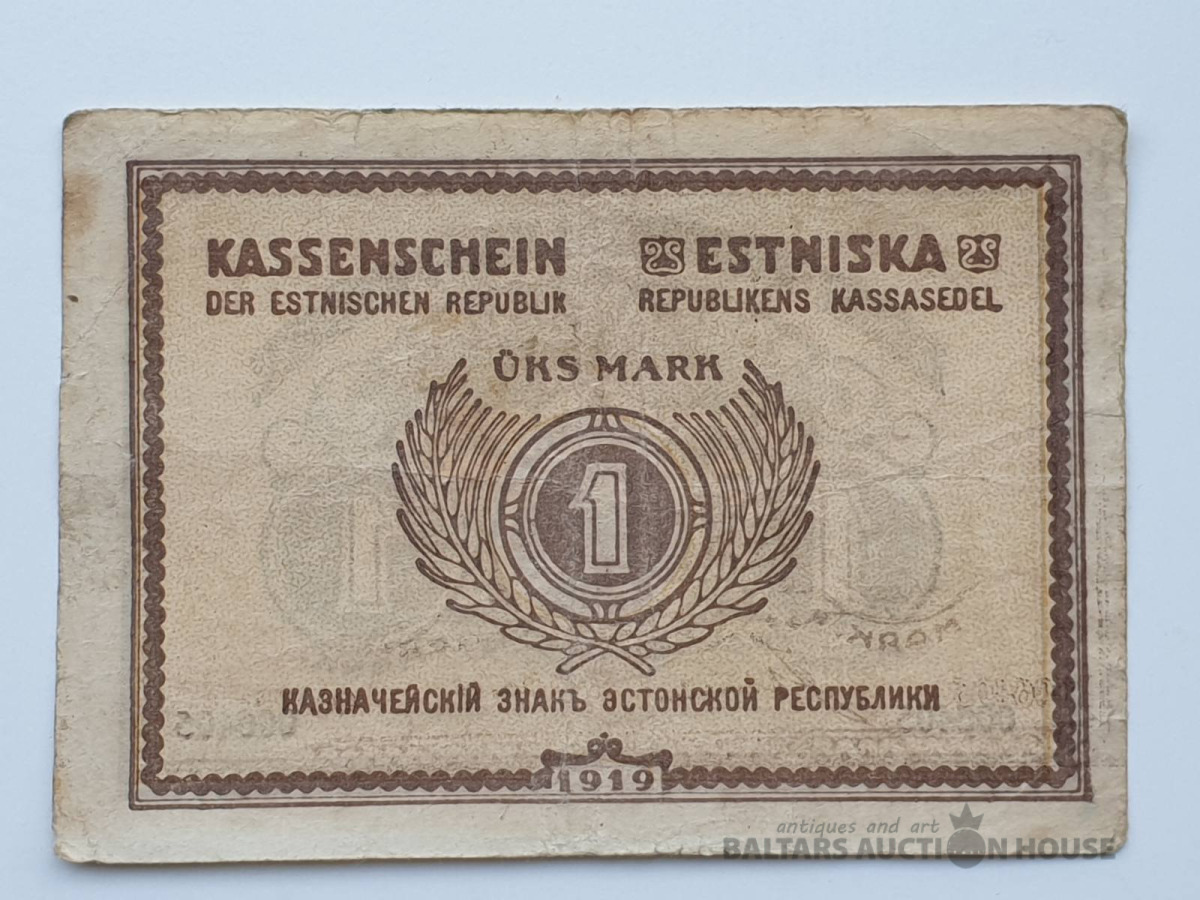 KASSENSCHEIN
DER ESTNISCHEN REPUBLIK
ESTNISKA
REPUBLIKENS KASSASEDEL
ÜKS MARK
1
КАЗНАЧЕЙСКІЙ ЗНАКЪ ЭСТОНСКОЙ РЕСПУБЛИКИ
1919
antiques and art
BALTARS AUCTION HOUSE